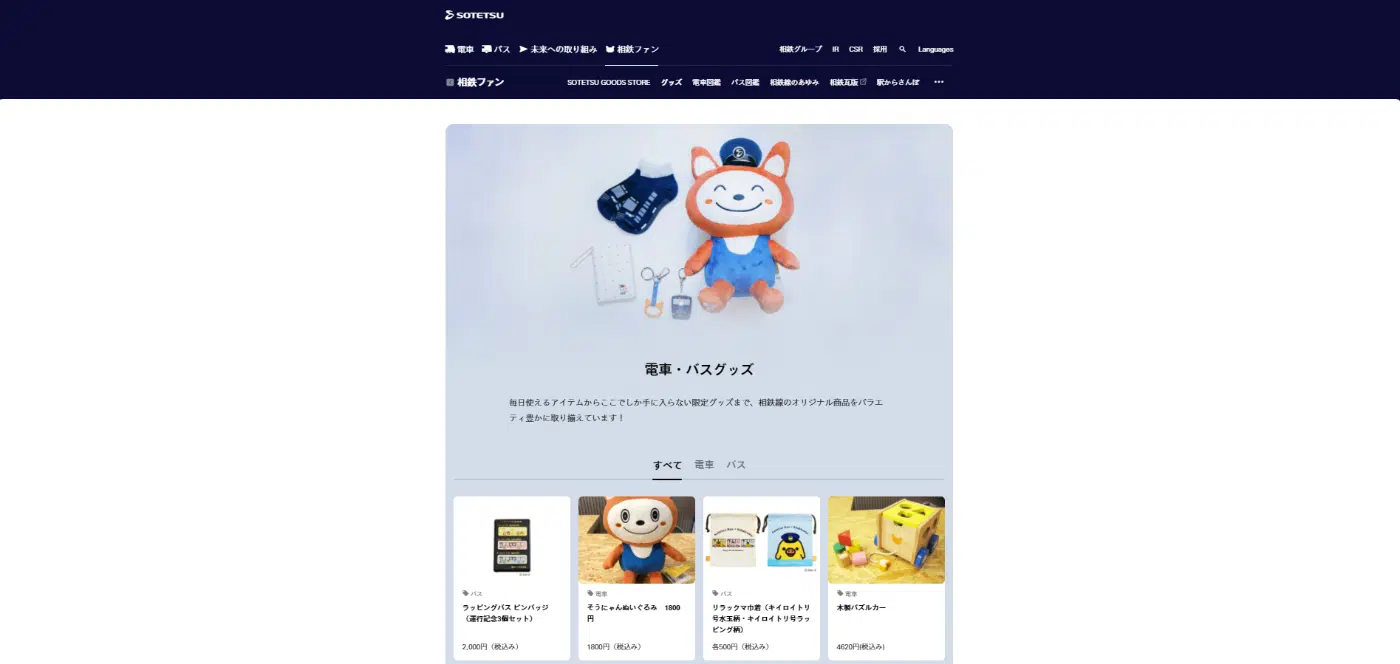 SOTETSU
電車 バス 未来への取り組み 相鉄ファン 相鉄グループ IR CSR 採用 Languages
相鉄ファン SOTETSU GOODS STORE グッズ 電車図鑑 バス図鑑 相鉄線のあゆみ 相鉄瓦版 駅からさんぽ •••
電車・バスグッズ
毎日使えるアイテムからここでしか手に入らない限定グッズまで、相鉄線のオリジナル商品をバラエ
ティ豊かに取り揃えています！
すべて 電車 バス
バス
ラッピングバス ピンバッジ
（運行記念3個セット）
2,000円（税込み）
電車
そうにゃんぬいぐるみ　1800
円
1800円（税込み）
バス
リラックマ巾着（キイロイトリ
号水玉柄・キイロイトリ号ラッ
ピング柄）
各500円（税込み）
電車
木製パズルカー
4620円(税込み)